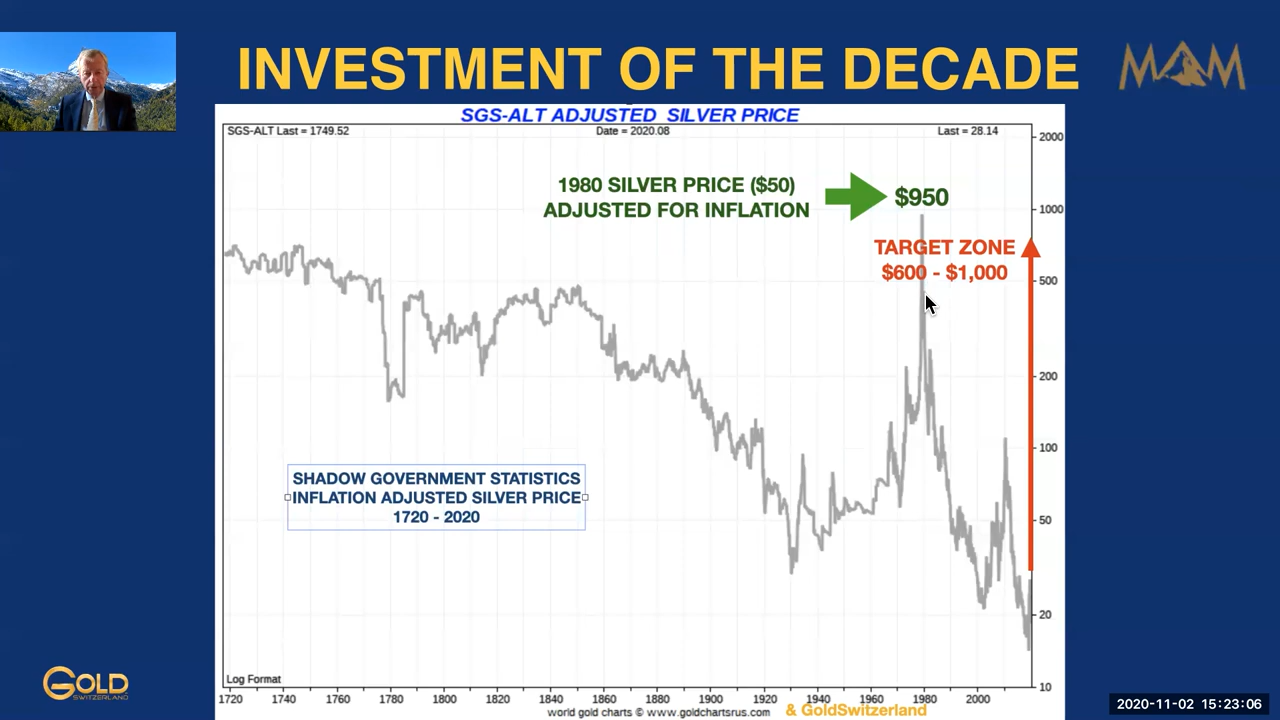 INVESTMENT OF THE DECADE
MAM
SGS-ALT ADJUSTED SILVER PRICE
SGS-ALT Last = 1749.52
Date = 2020.08
Last = 28.14
1980 SILVER PRICE ($50)
ADJUSTED FOR INFLATION
$950
TARGET ZONE
$600 - $1,000
2000
1000
500
200
100
50
20
10
SHADOW GOVERNMENT STATISTICS
INFLATION ADJUSTED SILVER PRICE
1720 - 2020
Log Format
1720 1740 1760 1780 1800 1820 1840 1860 1880 1900 1920 1940 1960 1980 2000
world gold charts © www.goldchartsrus.com
& GoldSwitzerland
GOLD
SWITZERLAND
2020-11-02 15:23:06